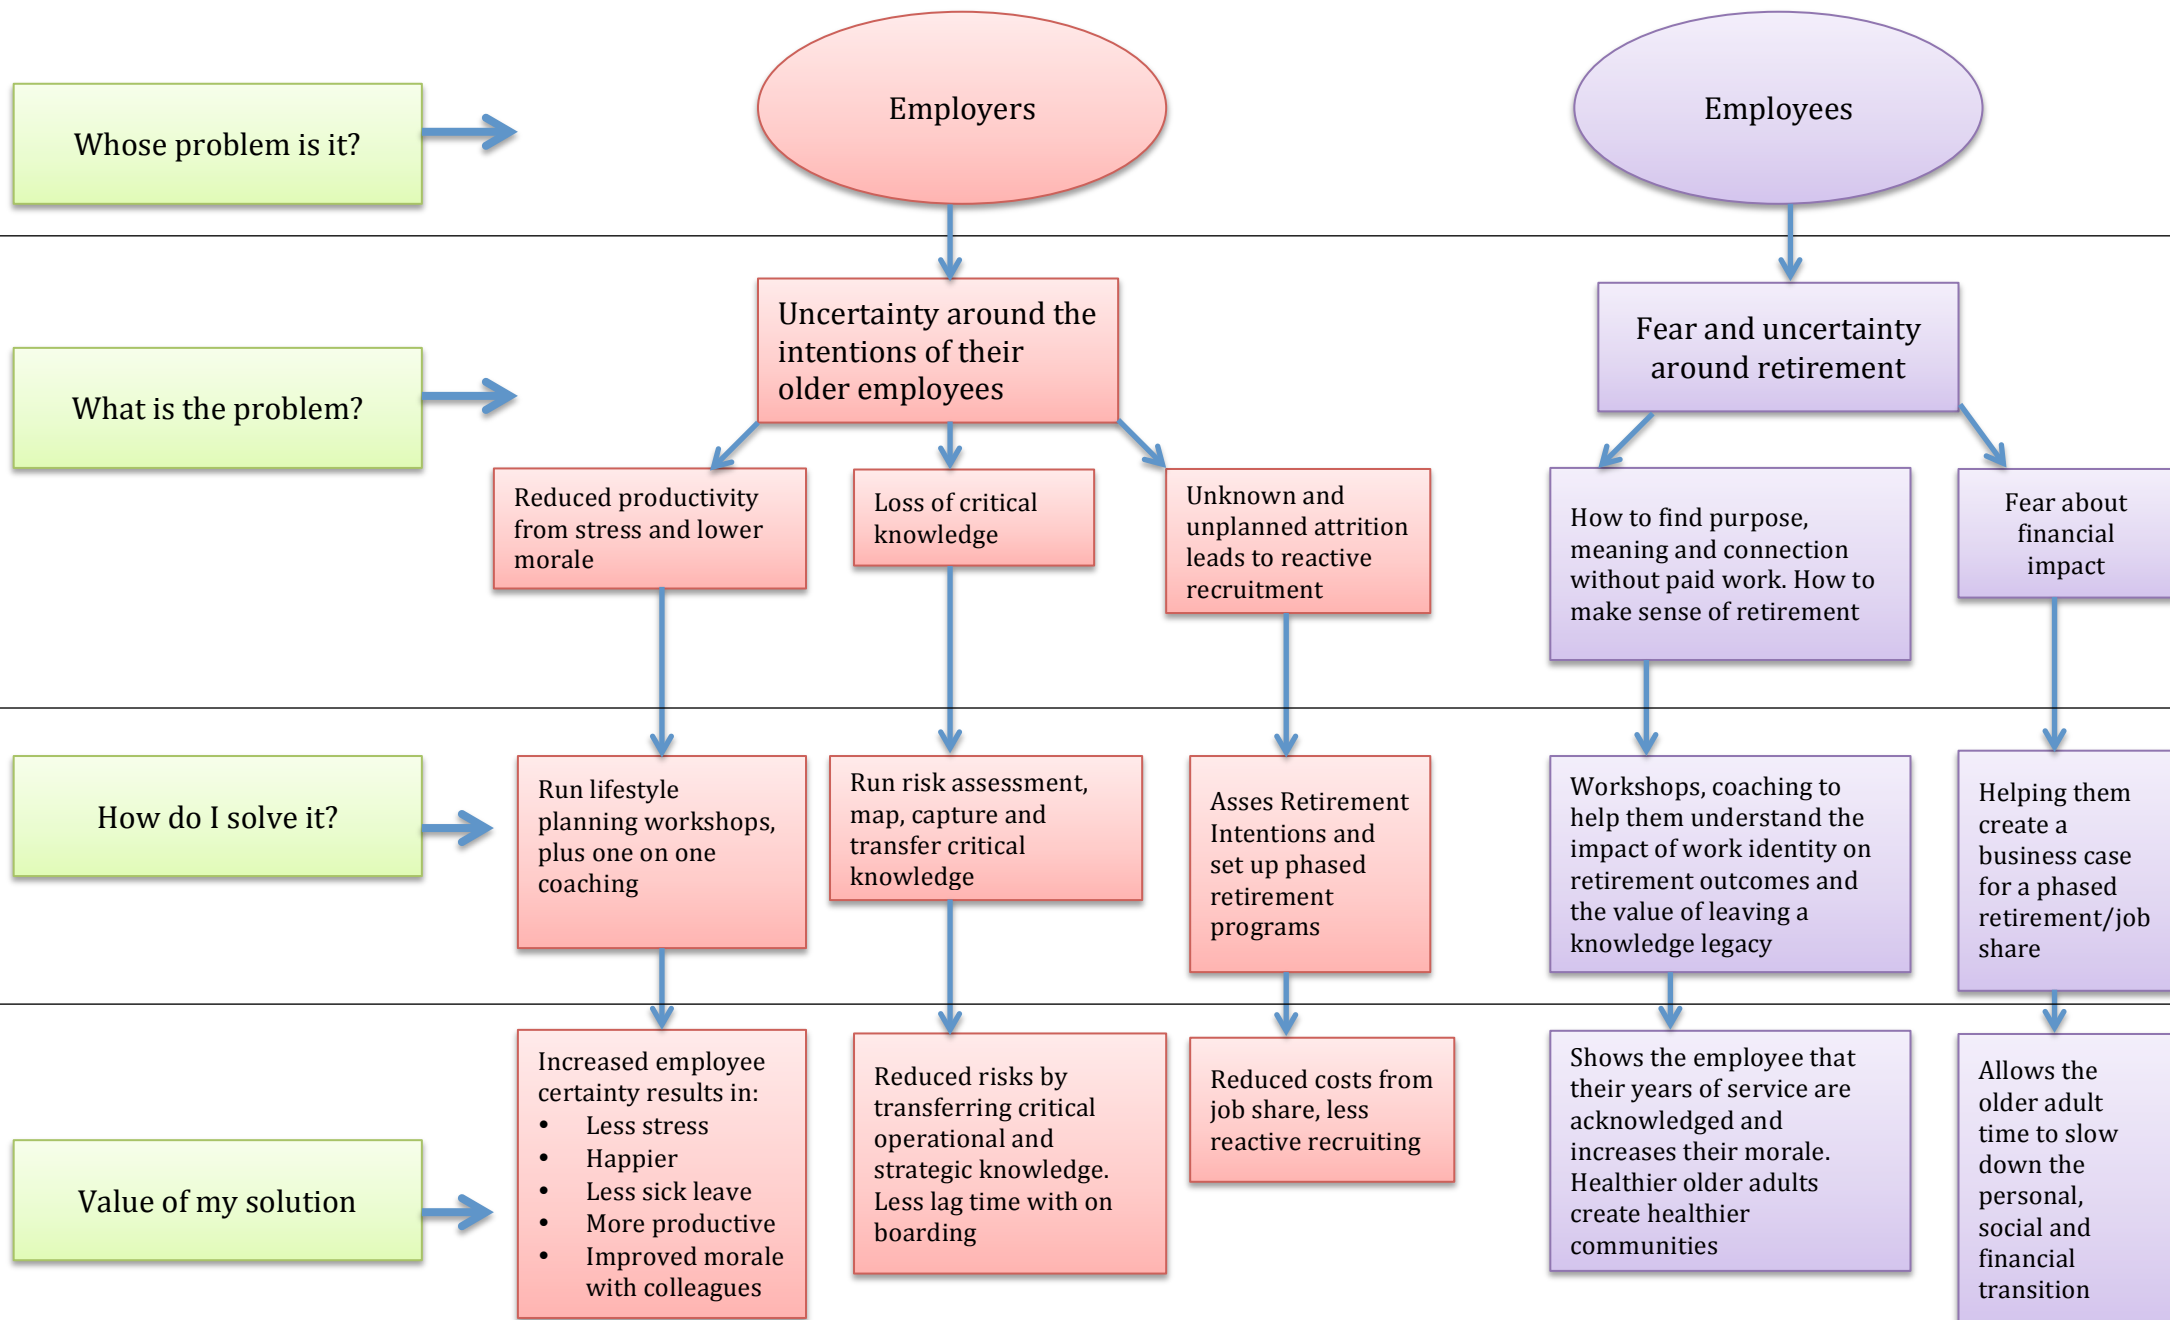 Whose problem is it?
Employers
Employees
What is the problem?
Uncertainty around the
intentions of their
older employees
Fear and uncertainty
around retirement
Reduced productivity
from stress and lower
morale
Loss of critical
knowledge
Unknown and
unplanned attrition
leads to reactive
recruitment
How to find purpose,
meaning and connection
without paid work. How to
make sense of retirement
Fear about
financial
impact
How do I solve it?
Run lifestyle
planning workshops,
plus one on one
coaching
Run risk assessment,
map, capture and
transfer critical
knowledge
Asses Retirement
Intentions and
set up phased
retirement
programs
Workshops, coaching to
help them understand the
impact of work identity on
retirement outcomes and
the value of leaving a
knowledge legacy
Helping them
create a
business case
for a phased
retirement/job
share
Value of my solution
Increased employee
certainty results in:
• Less stress
• Happier
• Less sick leave
• More productive
• Improved morale
with colleagues
Reduced risks by
transferring critical
operational and
strategic knowledge.
Less lag time with on
boarding
Reduced costs from
job share, less
reactive recruiting
Shows the employee that
their years of service are
acknowledged and
increases their morale.
Healthier older adults
create healthier
communities
Allows the
older adult
time to slow
down the
personal,
social and
financial
transition